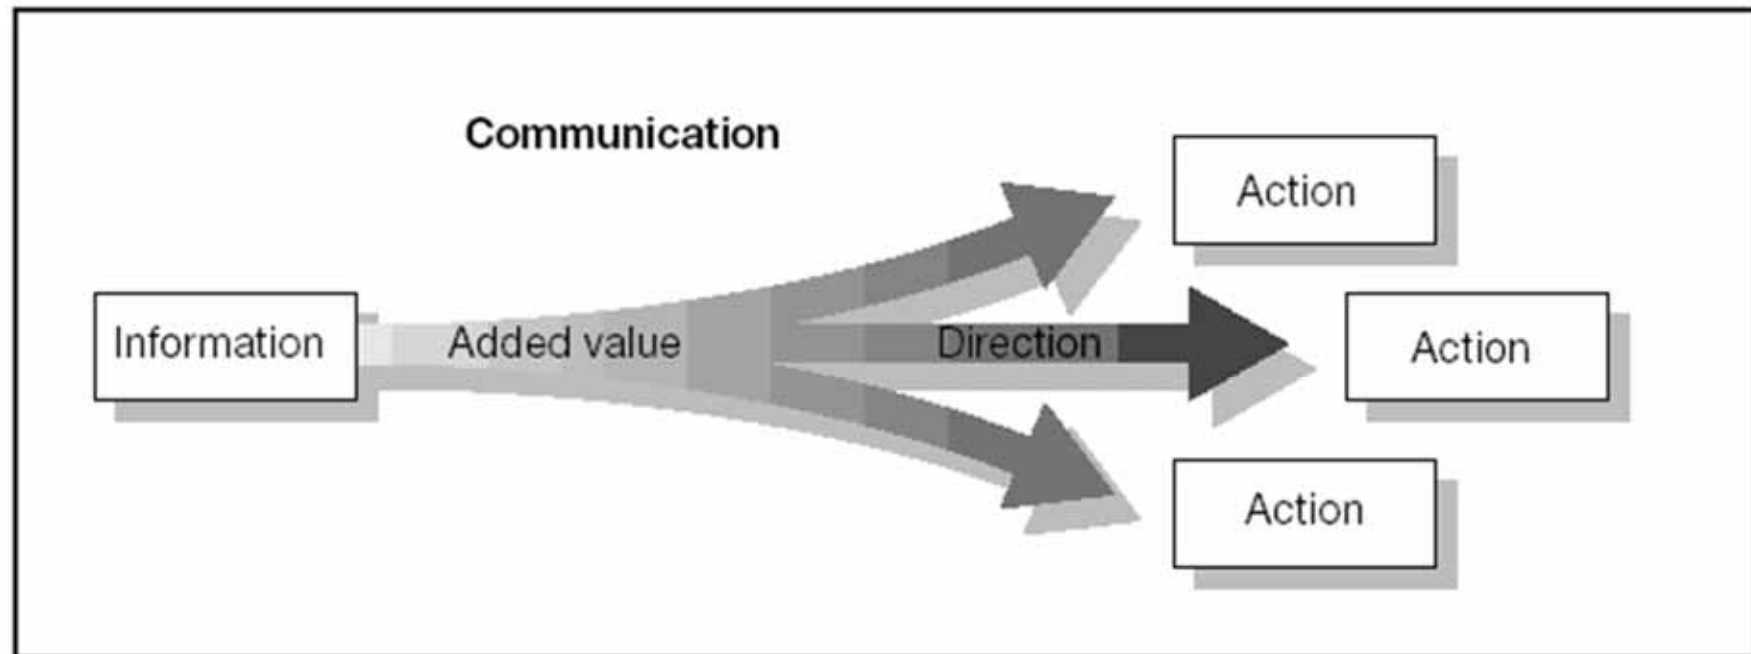 Communication
Action
Information
Added value
Direction
Action
Action